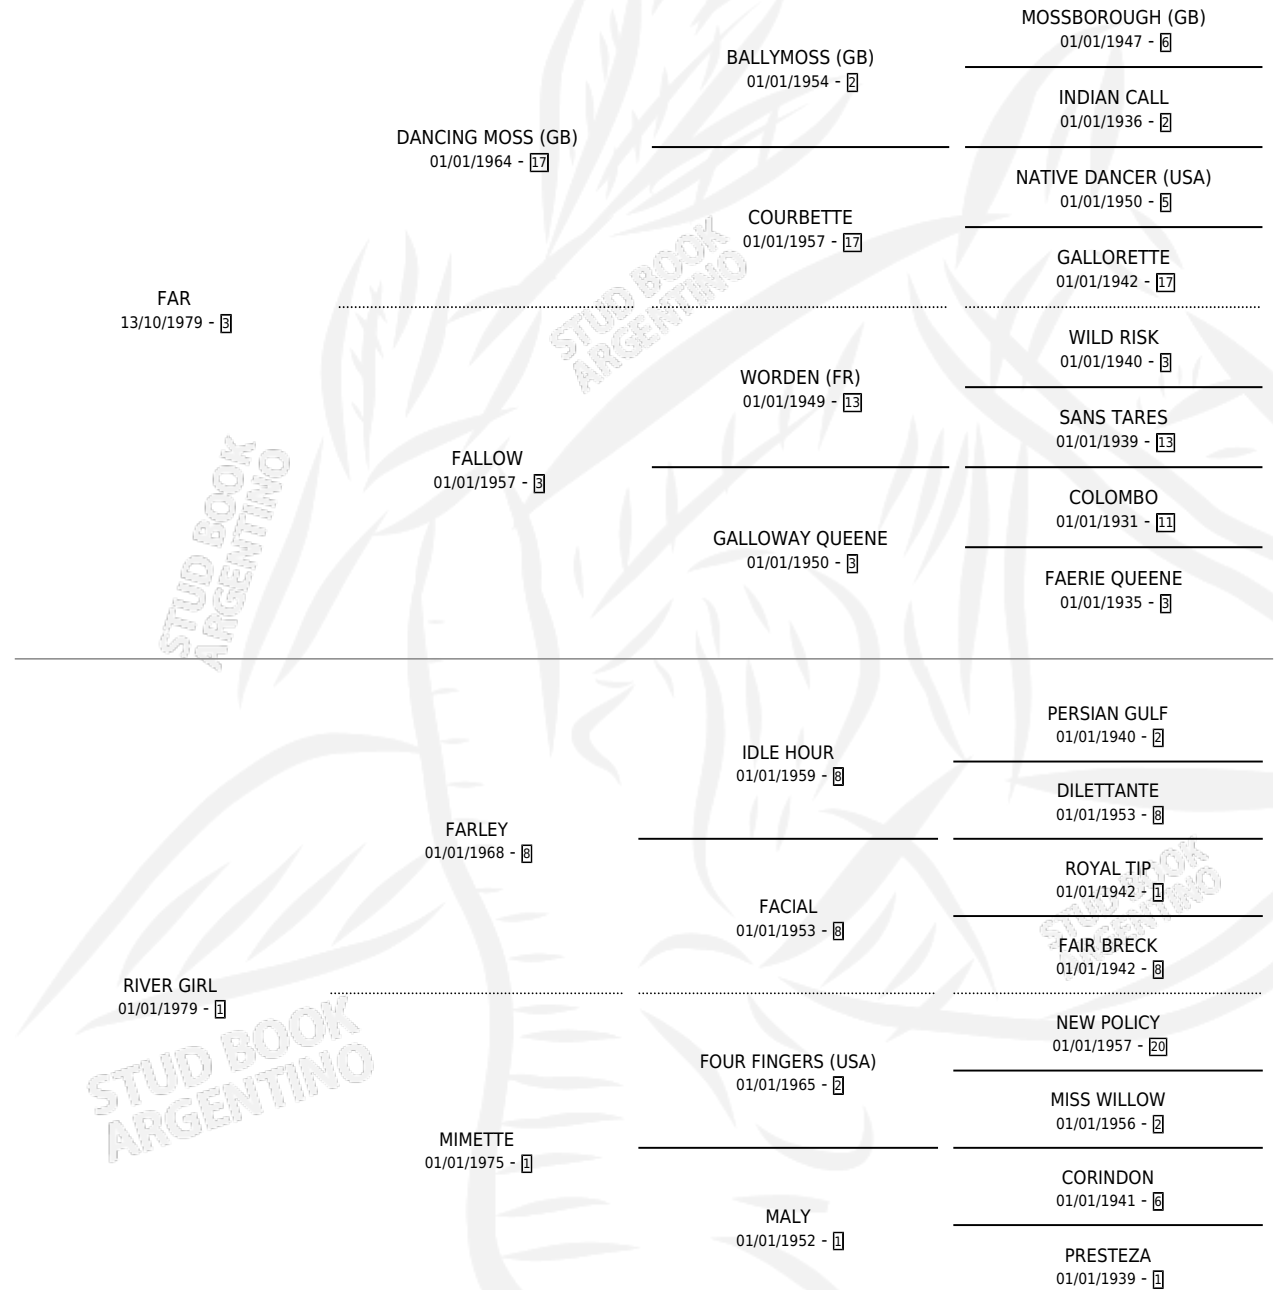 MOSSBOROUGH (GB)
01/01/1947 - 6
BALLYMOSS (GB)
01/01/1954 - 2
INDIAN CALL
01/01/1936 - 2
DANCING MOSS (GB)
01/01/1964 - 17
NATIVE DANCER (USA)
01/01/1950 - 5
COURBETTE
01/01/1957 - 17
GALLORETTE
01/01/1942 - 17
FAR
13/10/1979 - 3
WILD RISK
01/01/1940 - 3
WORDEN (FR)
01/01/1949 - 13
SANS TARES
01/01/1939 - 13
FALLOW
01/01/1957 - 3
COLOMBO
01/01/1931 - 11
GALLOWAY QUEENE
01/01/1950 - 3
FAERIE QUEENE
01/01/1935 - 3
STUD BOOK
ARGENTINO
STUD BOOK
ARGENTINO
PERSIAN GULF
01/01/1940 - 2
IDLE HOUR
01/01/1959 - 8
DILETTANTE
01/01/1953 - 8
FARLEY
01/01/1968 - 8
ROYAL TIP
01/01/1942 - 1
FACIAL
01/01/1953 - 8
FAIR BRECK
01/01/1942 - 8
RIVER GIRL
01/01/1979 - 1
NEW POLICY
01/01/1957 - 20
FOUR FINGERS (USA)
01/01/1965 - 2
MISS WILLOW
01/01/1956 - 2
MIMETTE
01/01/1975 - 1
CORINDON
01/01/1941 - 6
MALY
01/01/1952 - 1
PRESTEZA
01/01/1939 - 1
STUD BOOK
ARGENTINO
STUD BOOK
ARGENTINO